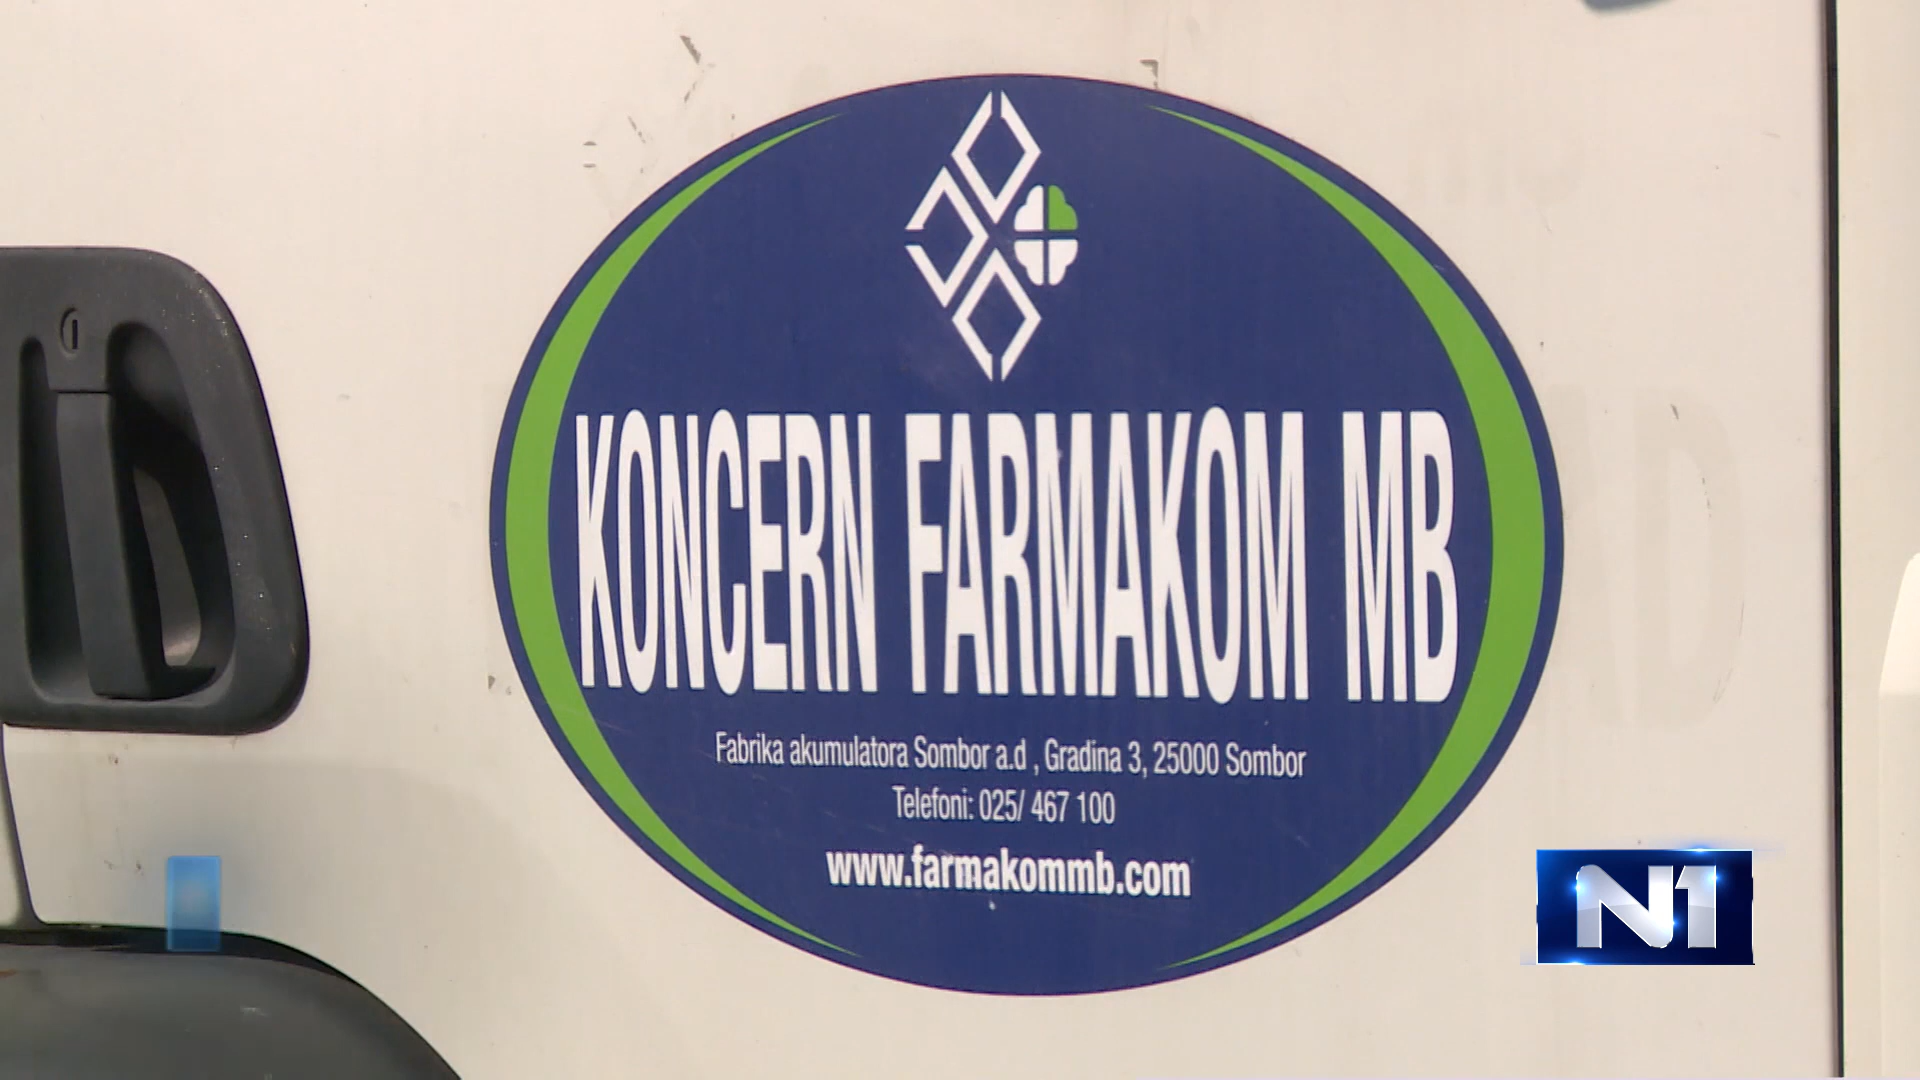 KONCERN FARMAKOM MB
Fabrika akumulatora Sombor a.d , Gradina 3, 25000 Sombor
Telefoni: 025/ 467 100
www.farmakommb.com
N1